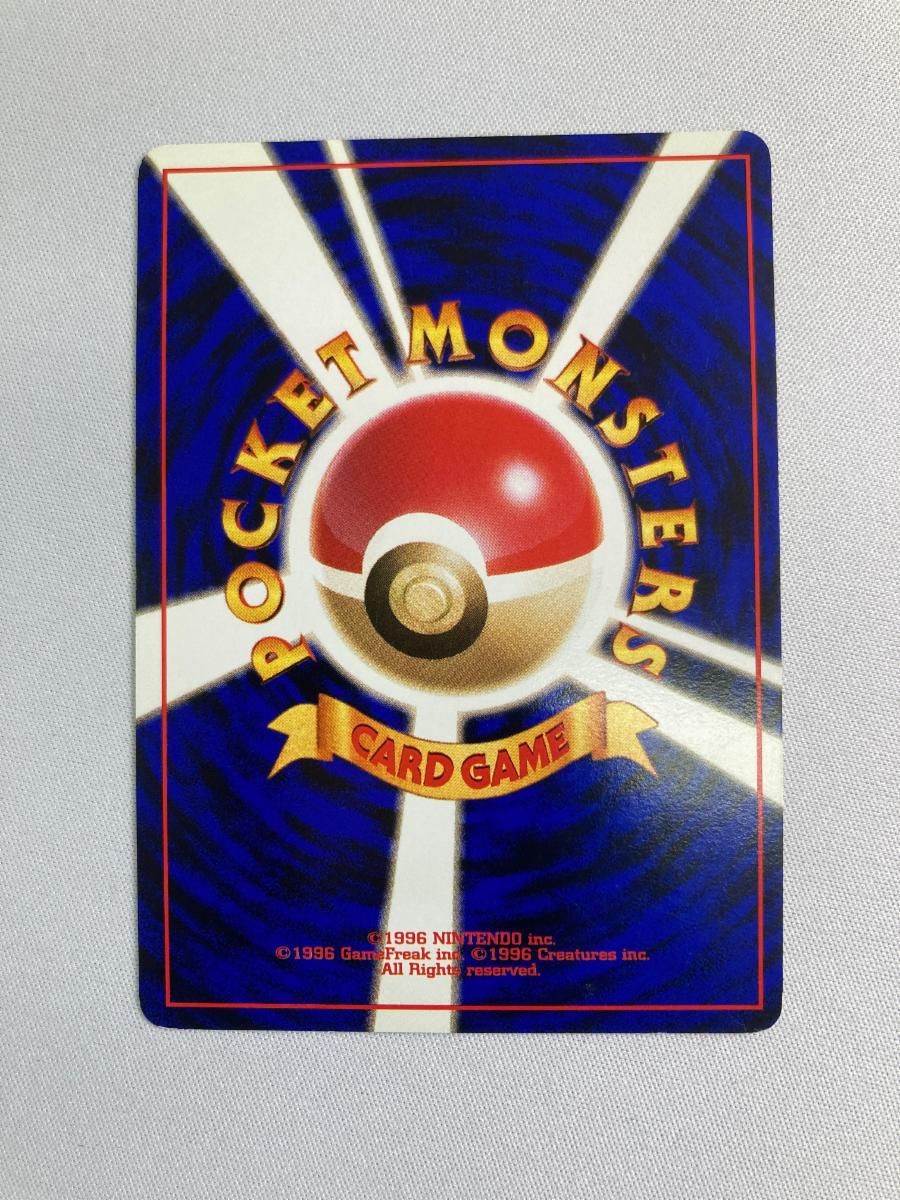 POCKET MONSTERS
CARD GAME
©1996 NINTENDO inc.
©1996 GameFreak inc. ©1996 Creatures inc.
All Rights reserved.